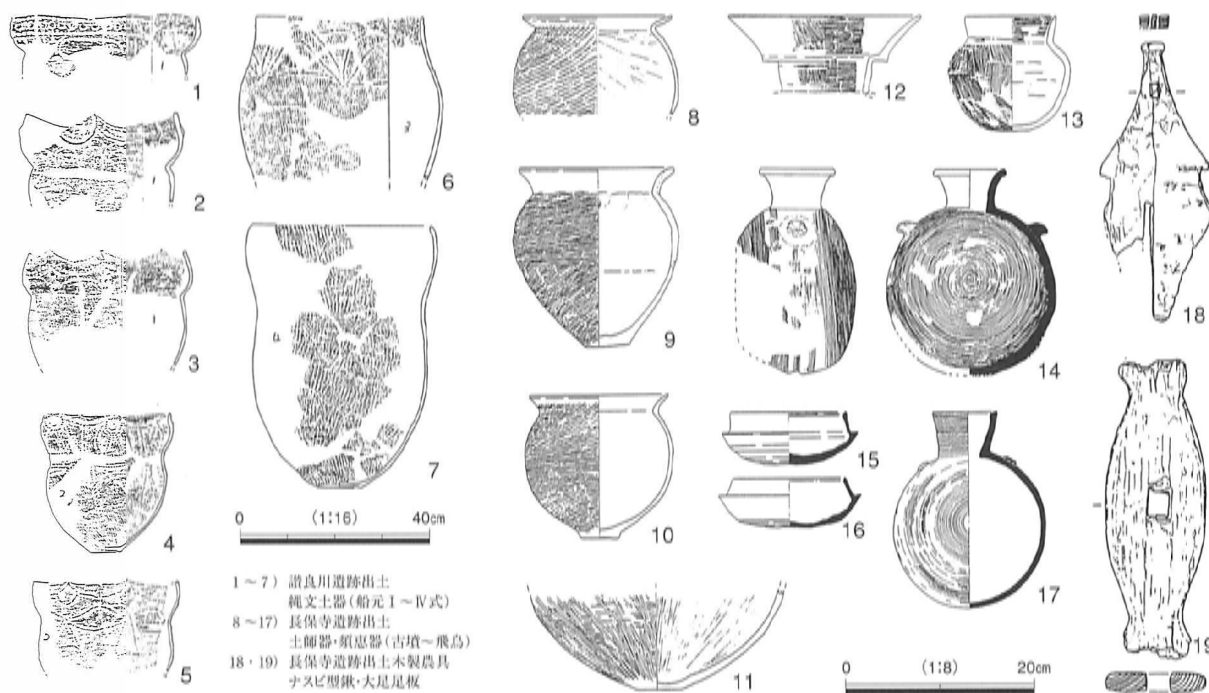 1
2
3
4
5
6
7
0 (1:16) 40cm
1～7) 讃良川遺跡出土
縄文土器(船元Ⅰ～Ⅳ式)
8～17) 長保寺遺跡出土
土師器・須恵器(古墳～飛鳥)
18・19) 長保寺遺跡出土木製農具
ナスビ型鍬・大足足板
8
9
10
11
12
13
14
15
16
17
0 (1:8) 20cm
18
19